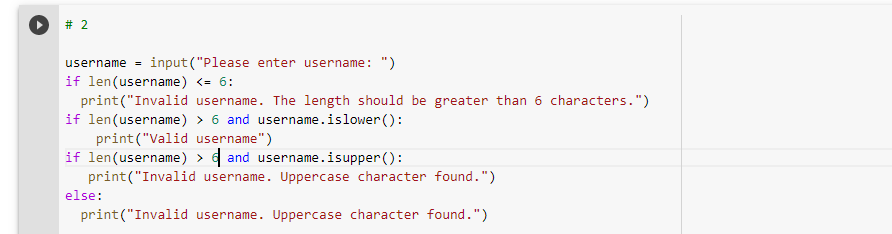 # 2
username = input("Please enter username: ")
if len(username) <= 6:
  print("Invalid username. The length should be greater than 6 characters.")
if len(username) > 6 and username.islower():
    print("Valid username")
if len(username) > 6 and username.isupper():
   print("Invalid username. Uppercase character found.")
else:
  print("Invalid username. Uppercase character found.")